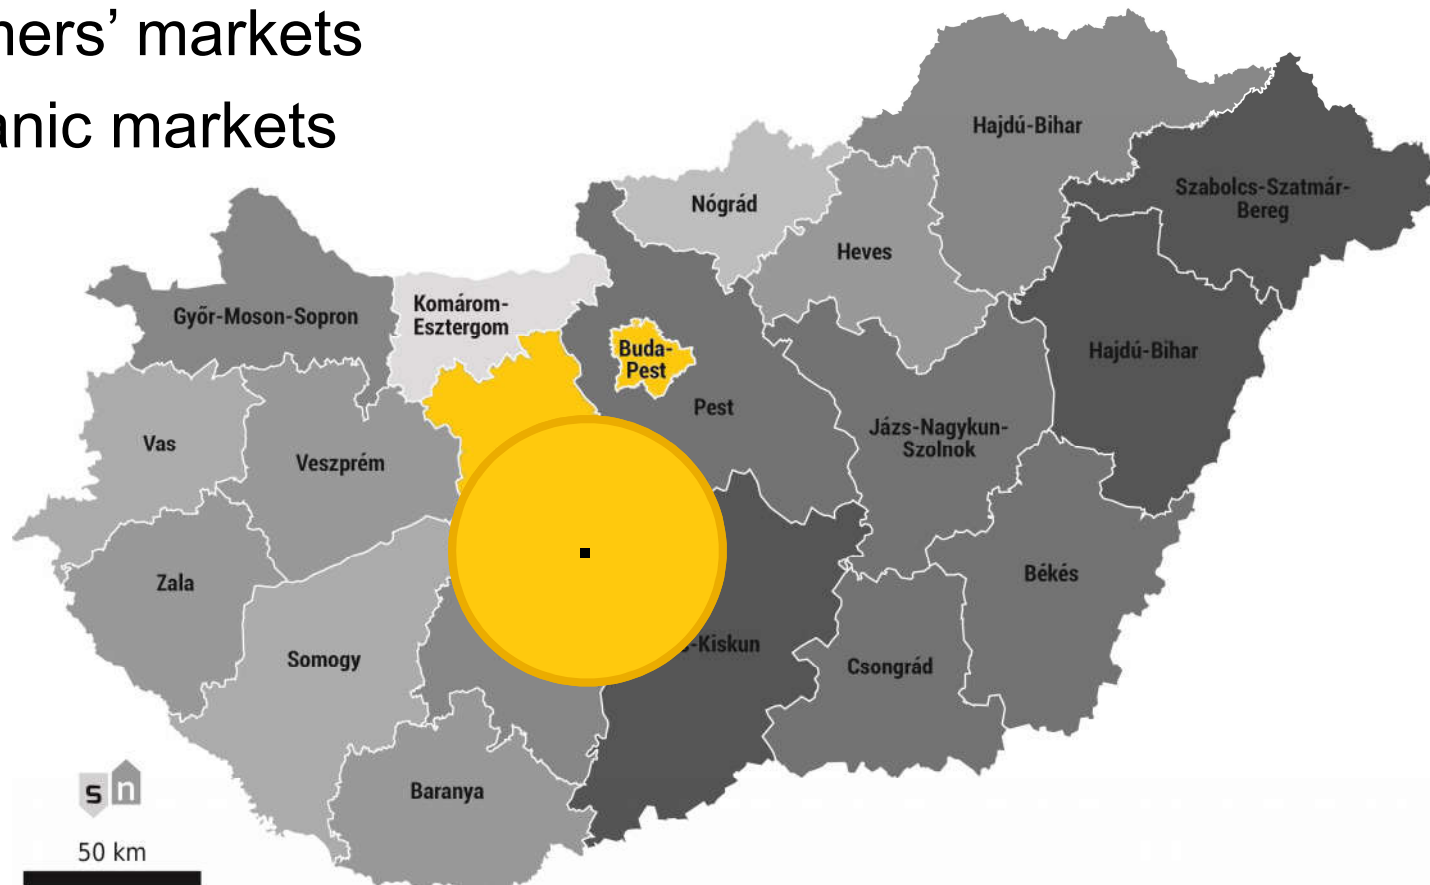 ners’ markets
anic markets
Hajdú-Bihar
Szabolcs-Szatmár-
Bereg
Nógrád
Heves
Győr-Moson-Sopron
Komárom-
Esztergom
Buda-
Pest
Hajdú-Bihar
Pest
Jázs-Nagykun-
Szolnok
Vas
Veszprém
Zala
Békés
Somogy
-Kiskun
Csongrád
Baranya
s n
50 km